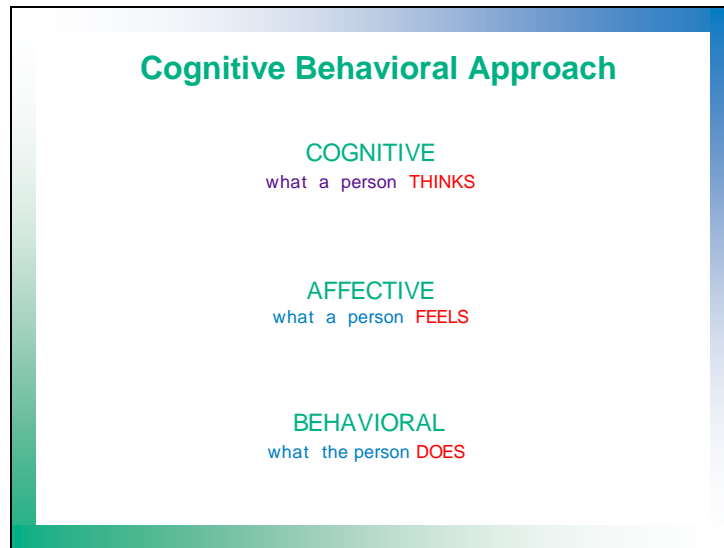 Cognitive Behavioral Approach
COGNITIVE
what a person THINKS
AFFECTIVE
what a person FEELS
BEHAVIORAL
what the person DOES